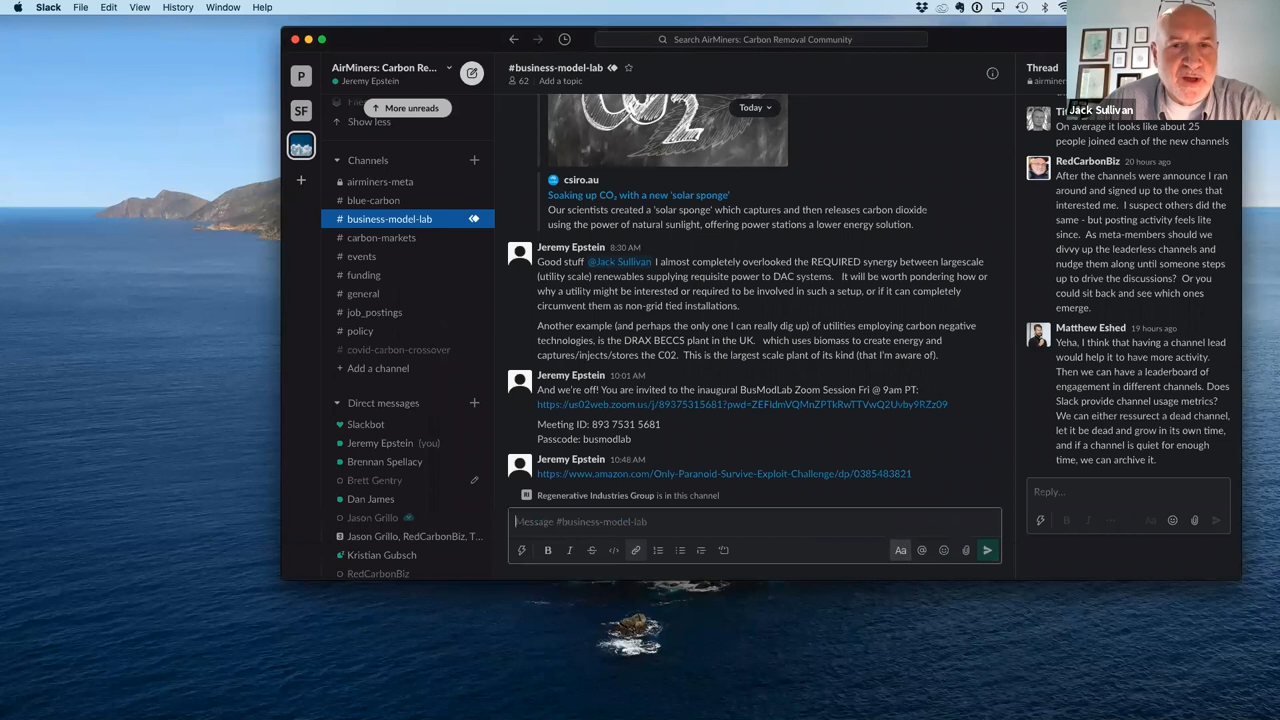 Slack File Edit View History Window Help
Search AirMiners: Carbon Removal Community
AirMiners: Carbon Re...
Jeremy Epstein
P
SF
More unreads
Show less
Channels
airminers-meta
# blue-carbon
# business-model-lab
# carbon-markets
# events
# funding
# general
# job_postings
# policy
# covid-carbon-crossover
+ Add a channel
Direct messages
Slackbot
Jeremy Epstein (you)
Brennan Spellacy
Brett Gentry
Dan James
Jason Grillo
3 Jason Grillo, RedCarbonBiz, T...
Kristian Gubsch
RedCarbonBiz
#business-model-lab
62 Add a topic
CO2
Today
csiro.au
Soaking up CO₂ with a new 'solar sponge'
Our scientists created a 'solar sponge' which captures and then releases carbon dioxide
using the power of natural sunlight, offering power stations a lower energy solution.
Jeremy Epstein 8:30 AM
Good stuff @Jack Sullivan I almost completely overlooked the REQUIRED synergy between largescale
(utility scale) renewables supplying requisite power to DAC systems. It will be worth pondering how or
why a utility might be interested or required to be involved in such a setup, or if it can completely
circumvent them as non-grid tied installations.
Another example (and perhaps the only one I can really dig up) of utilities employing carbon negative
technologies, is the DRAX BECCS plant in the UK. which uses biomass to create energy and
captures/injects/stores the C02. This is the largest scale plant of its kind (that I'm aware of).
Jeremy Epstein 10:01 AM
And we're off! You are invited to the inaugural BusModLab Zoom Session Fri @ 9am PT:
https://us02web.zoom.us/j/89375315681?pwd=ZEFIdmVQMnZPTkRwTTVwQ2Uvby9RZz09
Meeting ID: 893 7531 5681
Passcode: busmodlab
Jeremy Epstein 10:48 AM
https://www.amazon.com/Only-Paranoid-Survive-Exploit-Challenge/dp/0385483821
RI Regenerative Industries Group is in this channel
Message #business-model-lab
B I S </> Aa @
Thread
Jack Sullivan
On average it looks like about 25
people joined each of the new channels
RedCarbonBiz 20 hours ago
After the channels were announce I ran
around and signed up to the ones that
interested me. I suspect others did the
same - but posting activity feels lite
since. As meta-members should we
divvy up the leaderless channels and
nudge them along until someone steps
up to drive the discussions? Or you
could sit back and see which ones
emerge.
Matthew Eshed 19 hours ago
Yeha, I think that having a channel lead
would help it to have more activity.
Then we can have a leaderboard of
engagement in different channels. Does
Slack provide channel usage metrics?
We can either ressurect a dead channel,
let it be dead and grow in its own time,
and if a channel is quiet for enough
time, we can archive it.
Reply...
B I ... Aa